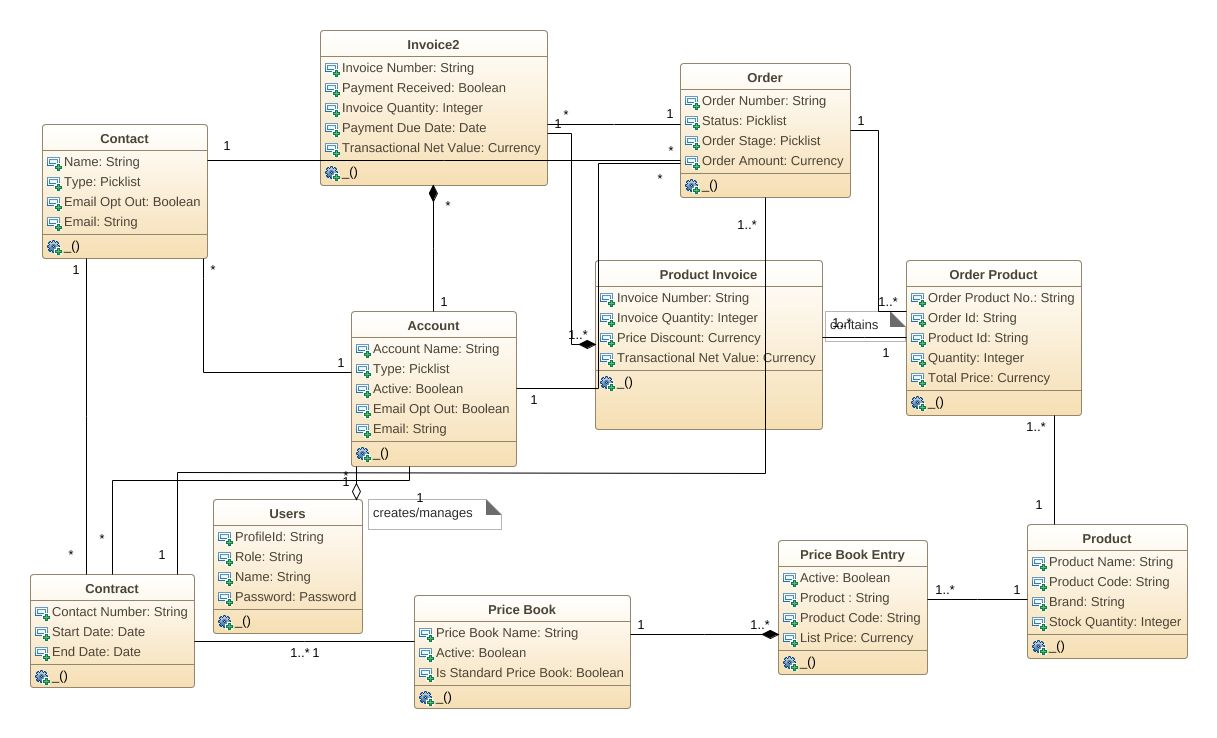 Invoice2
Invoice Number: String
Payment Received: Boolean
Invoice Quantity: Integer
Payment Due Date: Date
Transactional Net Value: Currency
_()
Order
Order Number: String
Status: Picklist
Order Stage: Picklist
Order Amount: Currency
_()
Contact
Name: String
Type: Picklist
Email Opt Out: Boolean
Email: String
_()
1
*
1
1
*
*
1
*
1..*
1
*
1
Product Invoice
Invoice Number: String
Invoice Quantity: Integer
Price Discount: Currency
Transactional Net Value: Currency
_()
1..*
contains
1..*
1..*
1
Order Product
Order Product No.: String
Order Id: String
Product Id: String
Quantity: Integer
Total Price: Currency
_()
Account
Account Name: String
Type: Picklist
Active: Boolean
Email Opt Out: Boolean
Email: String
_()
1
1
1..*
*
1
1
1
*
*
1
creates/manages
Users
ProfileId: String
Role: String
Name: String
Password: Password
_()
Contract
Contact Number: String
Start Date: Date
End Date: Date
_()
1..*
1
Price Book
Price Book Name: String
Active: Boolean
Is Standard Price Book: Boolean
_()
1
1..*
Price Book Entry
Active: Boolean
Product : String
Product Code: String
List Price: Currency
_()
1..*
1
Product
Product Name: String
Product Code: String
Brand: String
Stock Quantity: Integer
_()